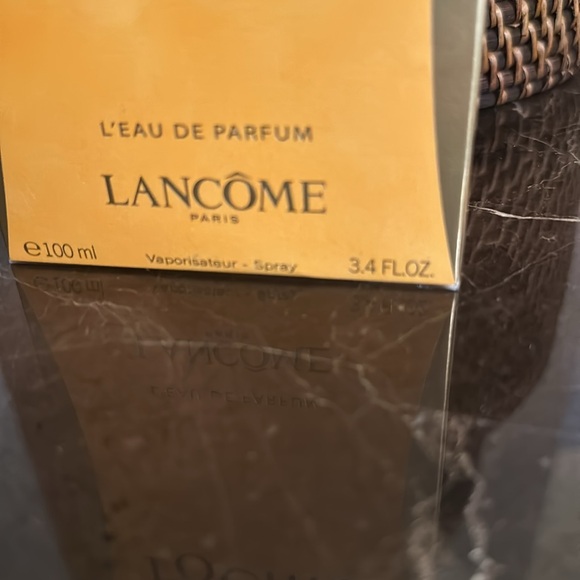 L'EAU DE PARFUM
LANCÔME
PARIS
℮100 ml Vaporisateur - Spray 3.4 FL.OZ.